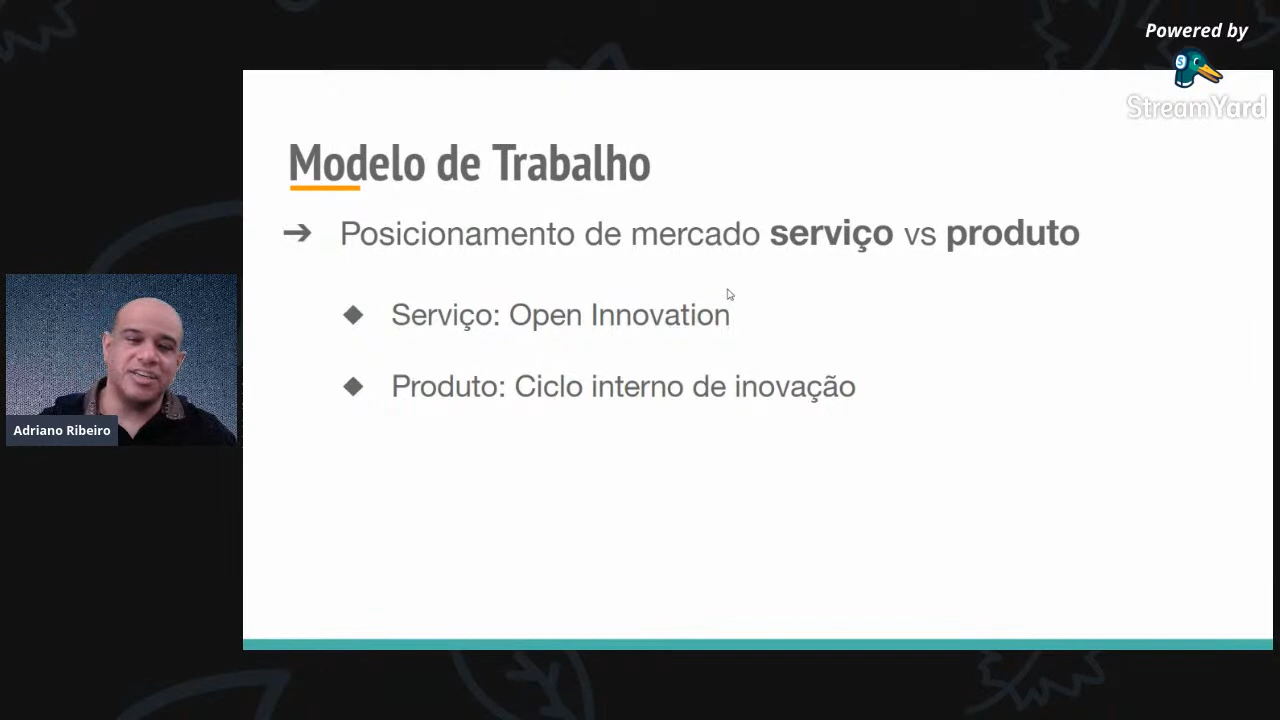 Powered by
StreamYard
Modelo de Trabalho
➔ Posicionamento de mercado serviço vs produto
◆ Serviço: Open Innovation
◆ Produto: Ciclo interno de inovação
Adriano Ribeiro